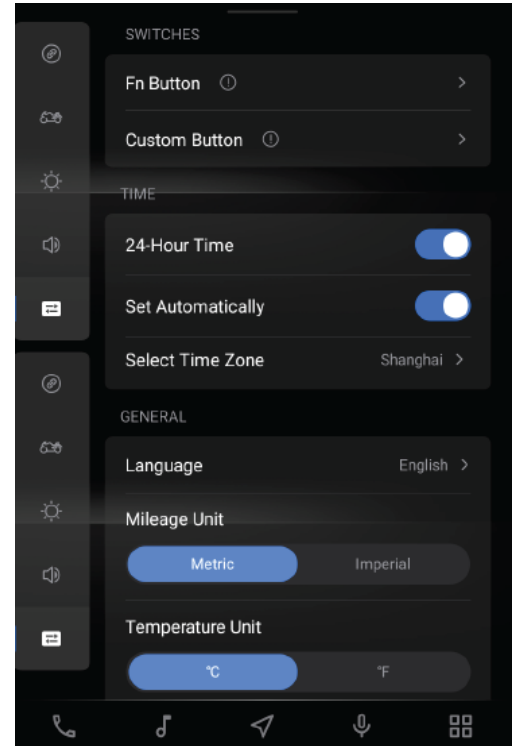 SWITCHES
Fn Button
Custom Button
TIME
24-Hour Time
Set Automatically
Select Time Zone Shanghai
GENERAL
Language English
Mileage Unit
Metric Imperial
Temperature Unit
℃ ℉